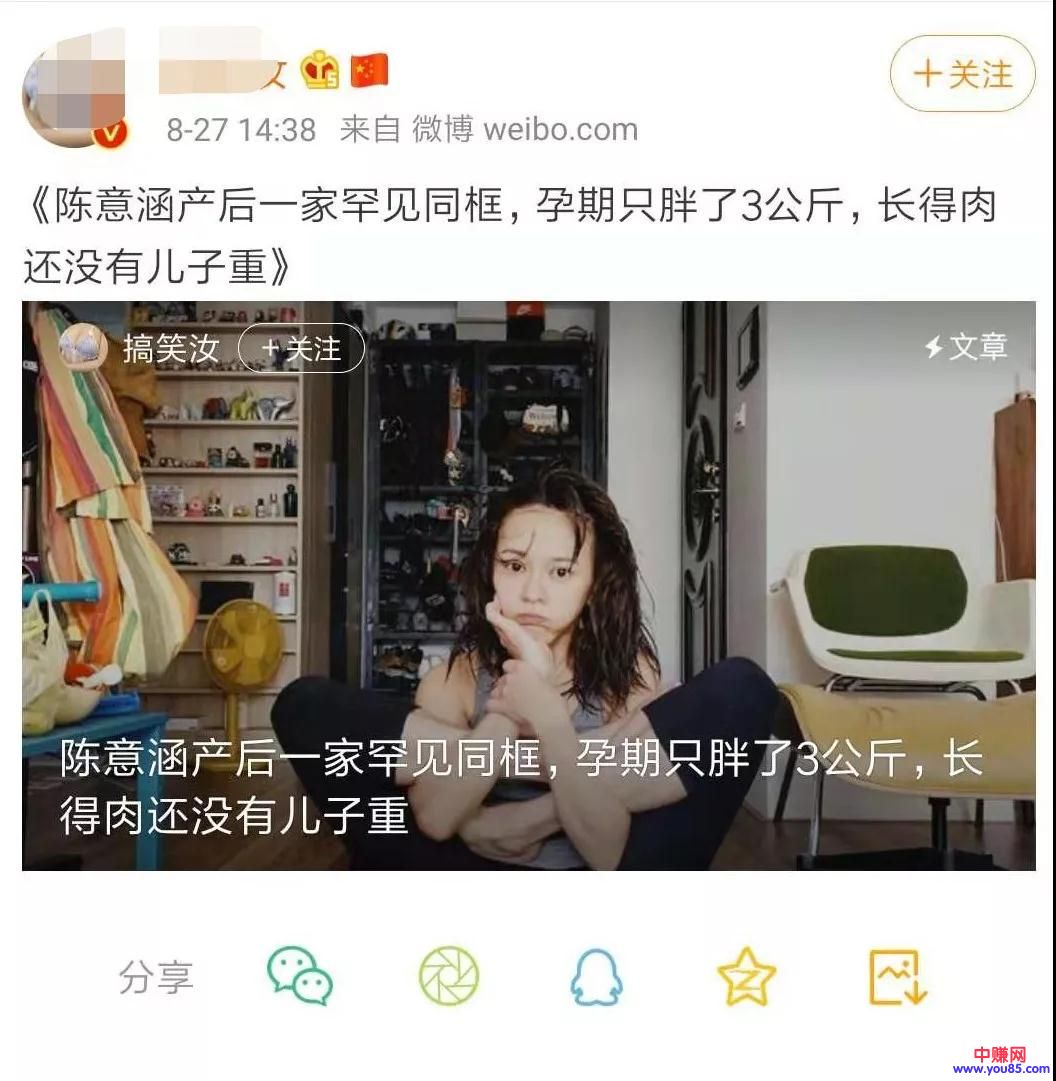 女
8-27 14:38 来自 微博 weibo.com
+关注
《陈意涵产后一家罕见同框，孕期只胖了3公斤，长得肉
还没有儿子重》
搞笑汝 +关注
文章
陈意涵产后一家罕见同框，孕期只胖了3公斤，长
得肉还没有儿子重
分享
中赚网
www.you85.com